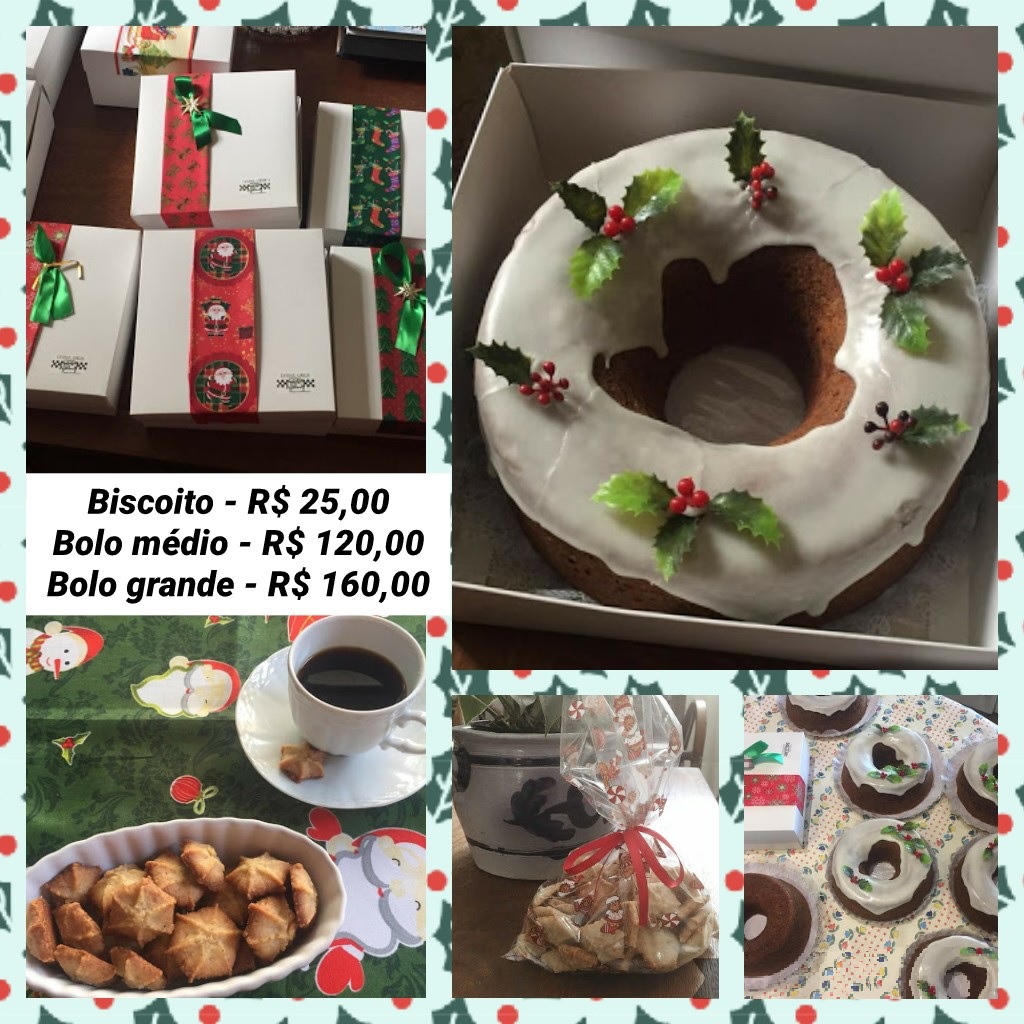 Biscoito - R$ 25,00
Bolo médio - R$ 120,00
Bolo grande - R$ 160,00